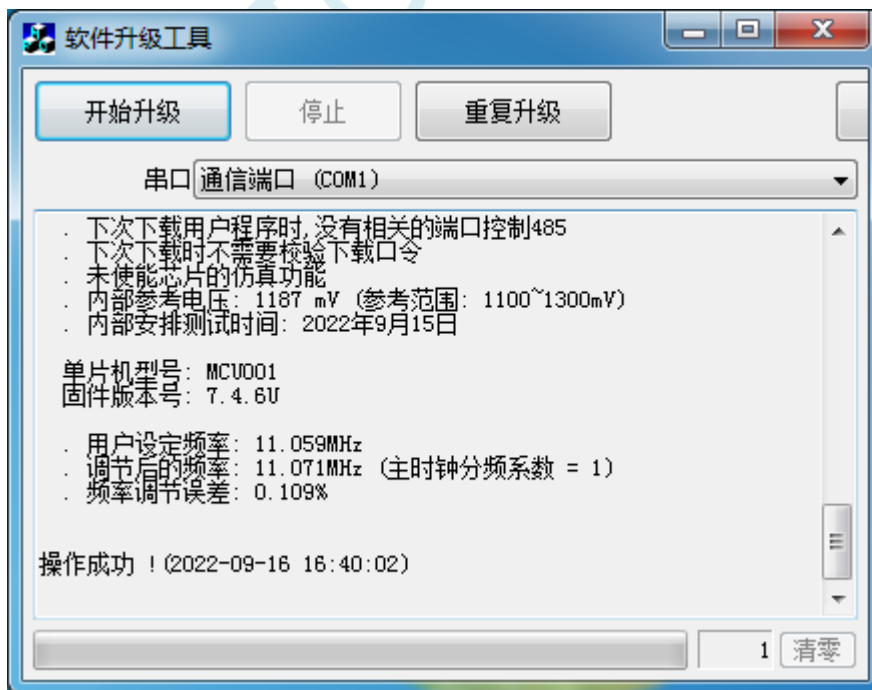 软件升级工具
开始升级 停止 重复升级
串口 通信端口 (COM1)
. 下次下载用户程序时,没有相关的端口控制485
. 下次下载时不需要校验下载口令
. 未使能芯片的仿真功能
. 内部参考电压: 1187 mV (参考范围: 1100~1300mV)
. 内部安排测试时间: 2022年9月15日
单片机型号: MCU001
固件版本号: 7.4.6U
. 用户设定频率: 11.059MHz
. 调节后的频率: 11.071MHz (主时钟分频系数 = 1)
. 频率调节误差: 0.109%
操作成功 !(2022-09-16 16:40:02)
1 清零